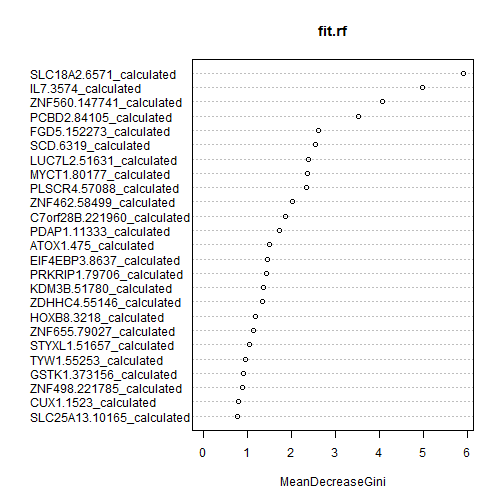 fit.rf
SLC18A2.6571_calculated
IL7.3574_calculated
ZNF560.147741_calculated
PCBD2.84105_calculated
FGD5.152273_calculated
SCD.6319_calculated
LUC7L2.51631_calculated
MYCT1.80177_calculated
PLSCR4.57088_calculated
ZNF462.58499_calculated
C7orf28B.221960_calculated
PDAP1.11333_calculated
ATOX1.475_calculated
EIF4EBP3.8637_calculated
PRKRIP1.79706_calculated
KDM3B.51780_calculated
ZDHHC4.55146_calculated
HOXB8.3218_calculated
ZNF655.79027_calculated
STYXL1.51657_calculated
TYW1.55253_calculated
GSTK1.373156_calculated
ZNF498.221785_calculated
CUX1.1523_calculated
SLC25A13.10165_calculated
0 1 2 3 4 5 6
MeanDecreaseGini